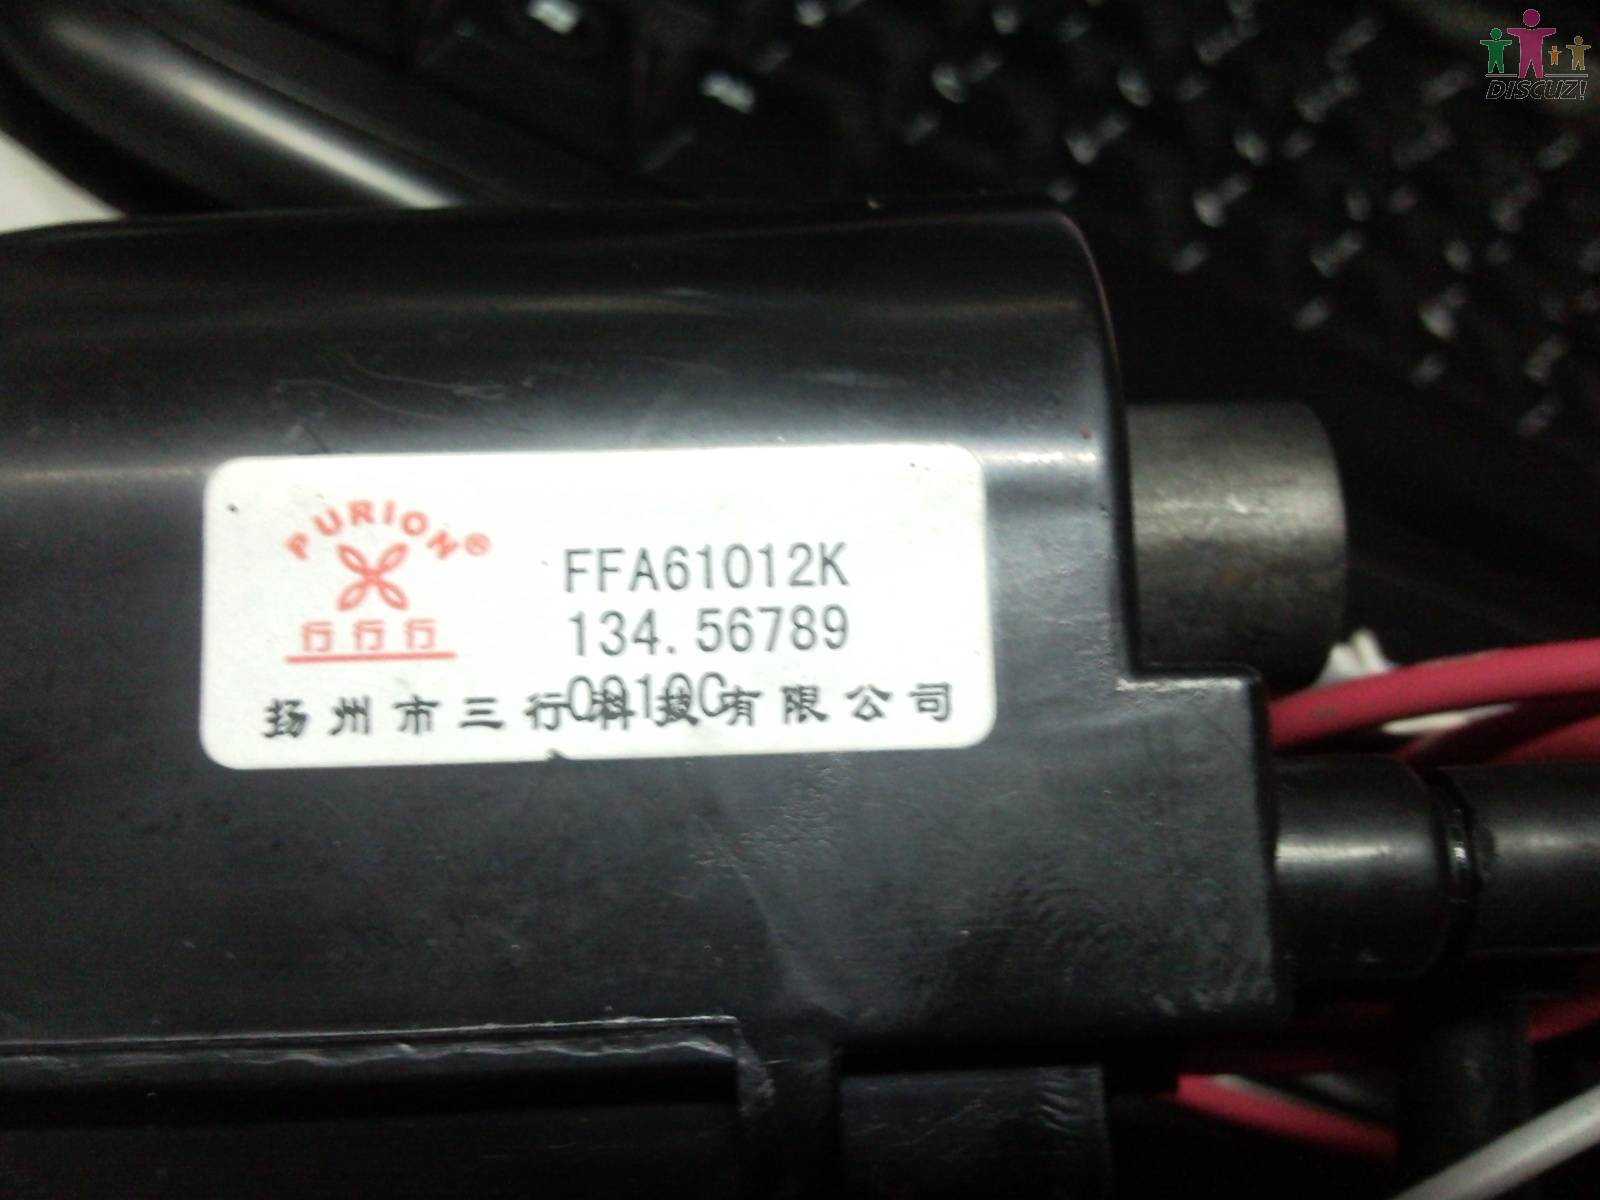 DISCUZ!
PURION®
行行行
FFA61012K
134.56789
0910C
扬州市三行科技有限公司